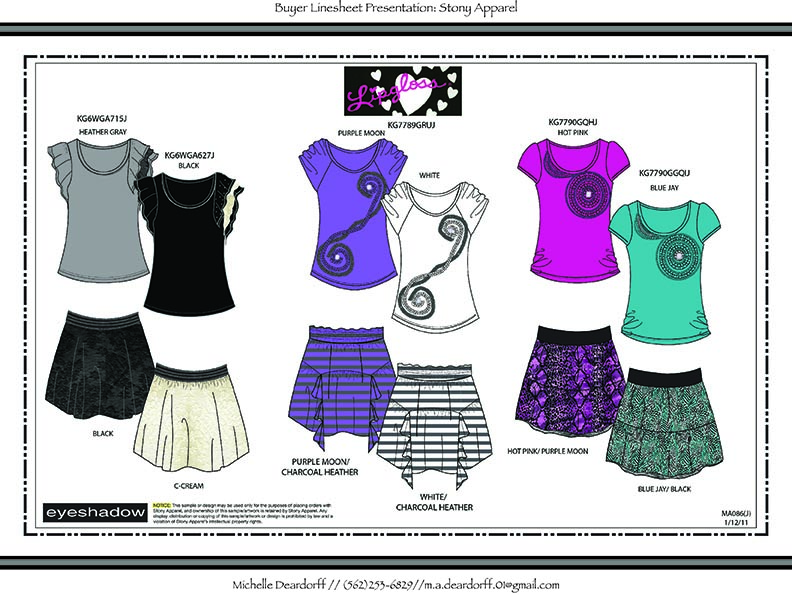 Buyer Linesheet Presentation: Stony Apparel
Lipgloss
KG6WGA715J
HEATHER GRAY
KG6WGA627J
BLACK
KG7789GRUJ
PURPLE MOON
WHITE
KG7790GQHJ
HOT PINK
KG7790GGQIJ
BLUE JAY
BLACK
C-CREAM
PURPLE MOON/
CHARCOAL HEATHER
WHITE/
CHARCOAL HEATHER
HOT PINK/ PURPLE MOON
BLUE JAY/ BLACK
eyeshadow
NOTICE: This sample or design may be used only for the purposes of placing orders with
Stony Apparel, and ownership of this sample/artwork is retained by Stony Apparel. Any
display, distribution or copying of this sample/artwork or design is prohibited by law and a
violation of Stony Apparel's intellectual property rights.
MA086(J)
1/12/11
Michelle Deardorff // (562)253-6829//m.a.deardorff.01@gmail.com